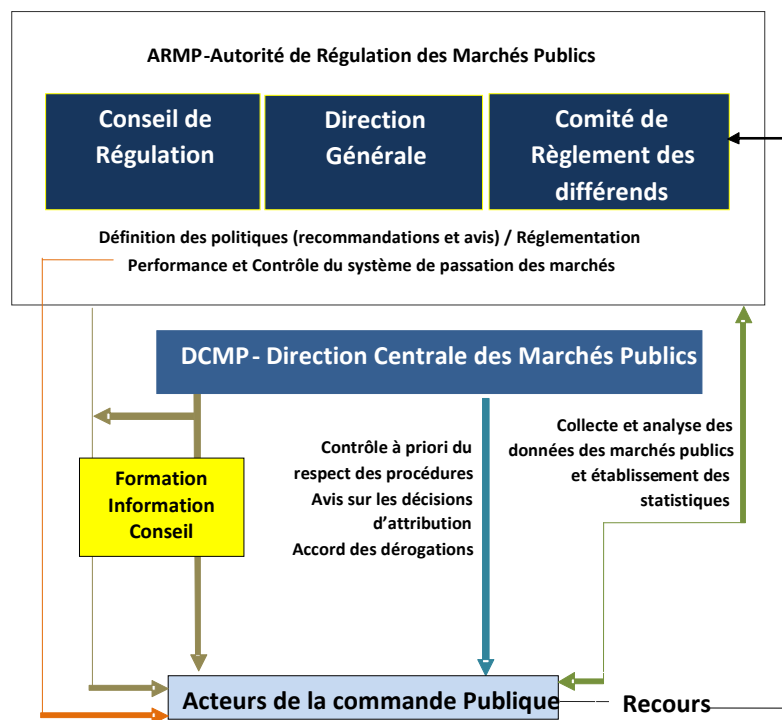 ARMP-Autorité de Régulation des Marchés Publics
Conseil de
Régulation
Direction
Générale
Comité de
Règlement des
différends
Définition des politiques (recommandations et avis) / Réglementation
Performance et Contrôle du système de passation des marchés
DCMP - Direction Centrale des Marchés Publics
Formation
Information
Conseil
Contrôle à priori du
respect des procédures
Avis sur les décisions
d'attribution
Accord des dérogations
Collecte et analyse des
données des marchés publics
et établissement des
statistiques
Acteurs de la commande Publique
Recours